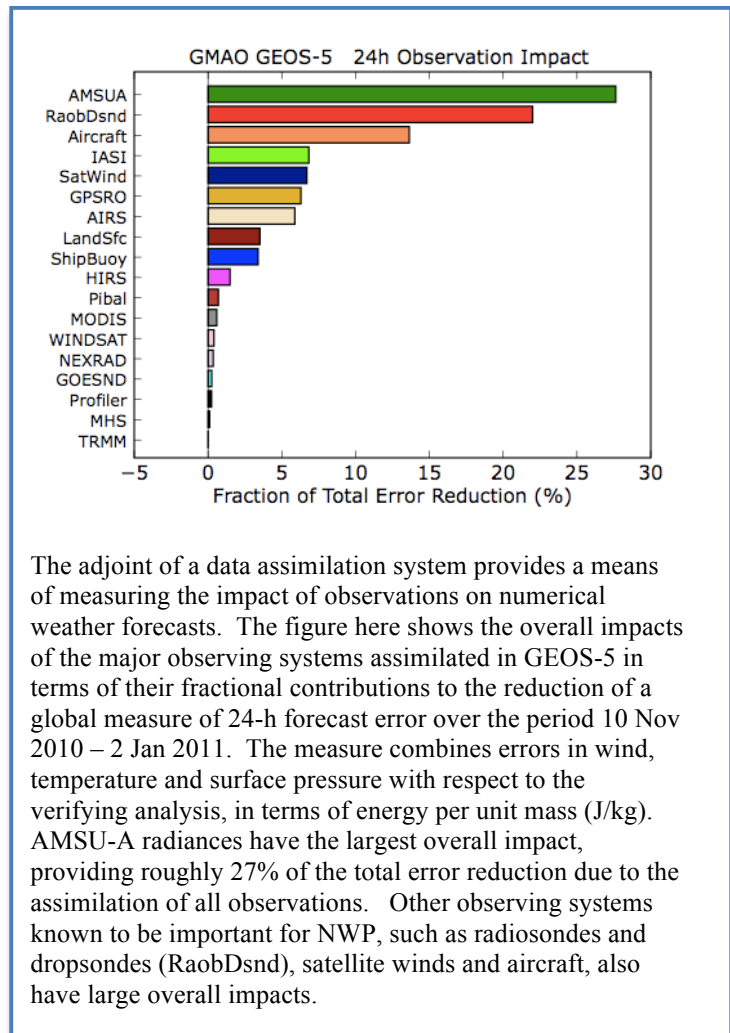 GMAO GEOS-5   24h Observation Impact
AMSUA
RaobDsnd
Aircraft
IASI
SatWind
GPSRO
AIRS
LandSfc
ShipBuoy
HIRS
Pibal
MODIS
WINDSAT
NEXRAD
GOESND
Profiler
MHS
TRMM
−5 0 5 10 15 20 25 30
Fraction of Total Error Reduction (%)
The adjoint of a data assimilation system provides a means
of measuring the impact of observations on numerical
weather forecasts.  The figure here shows the overall impacts
of the major observing systems assimilated in GEOS-5 in
terms of their fractional contributions to the reduction of a
global measure of 24-h forecast error over the period 10 Nov
2010 – 2 Jan 2011.  The measure combines errors in wind,
temperature and surface pressure with respect to the
verifying analysis, in terms of energy per unit mass (J/kg).
AMSU-A radiances have the largest overall impact,
providing roughly 27% of the total error reduction due to the
assimilation of all observations.   Other observing systems
known to be important for NWP, such as radiosondes and
dropsondes (RaobDsnd), satellite winds and aircraft, also
have large overall impacts.